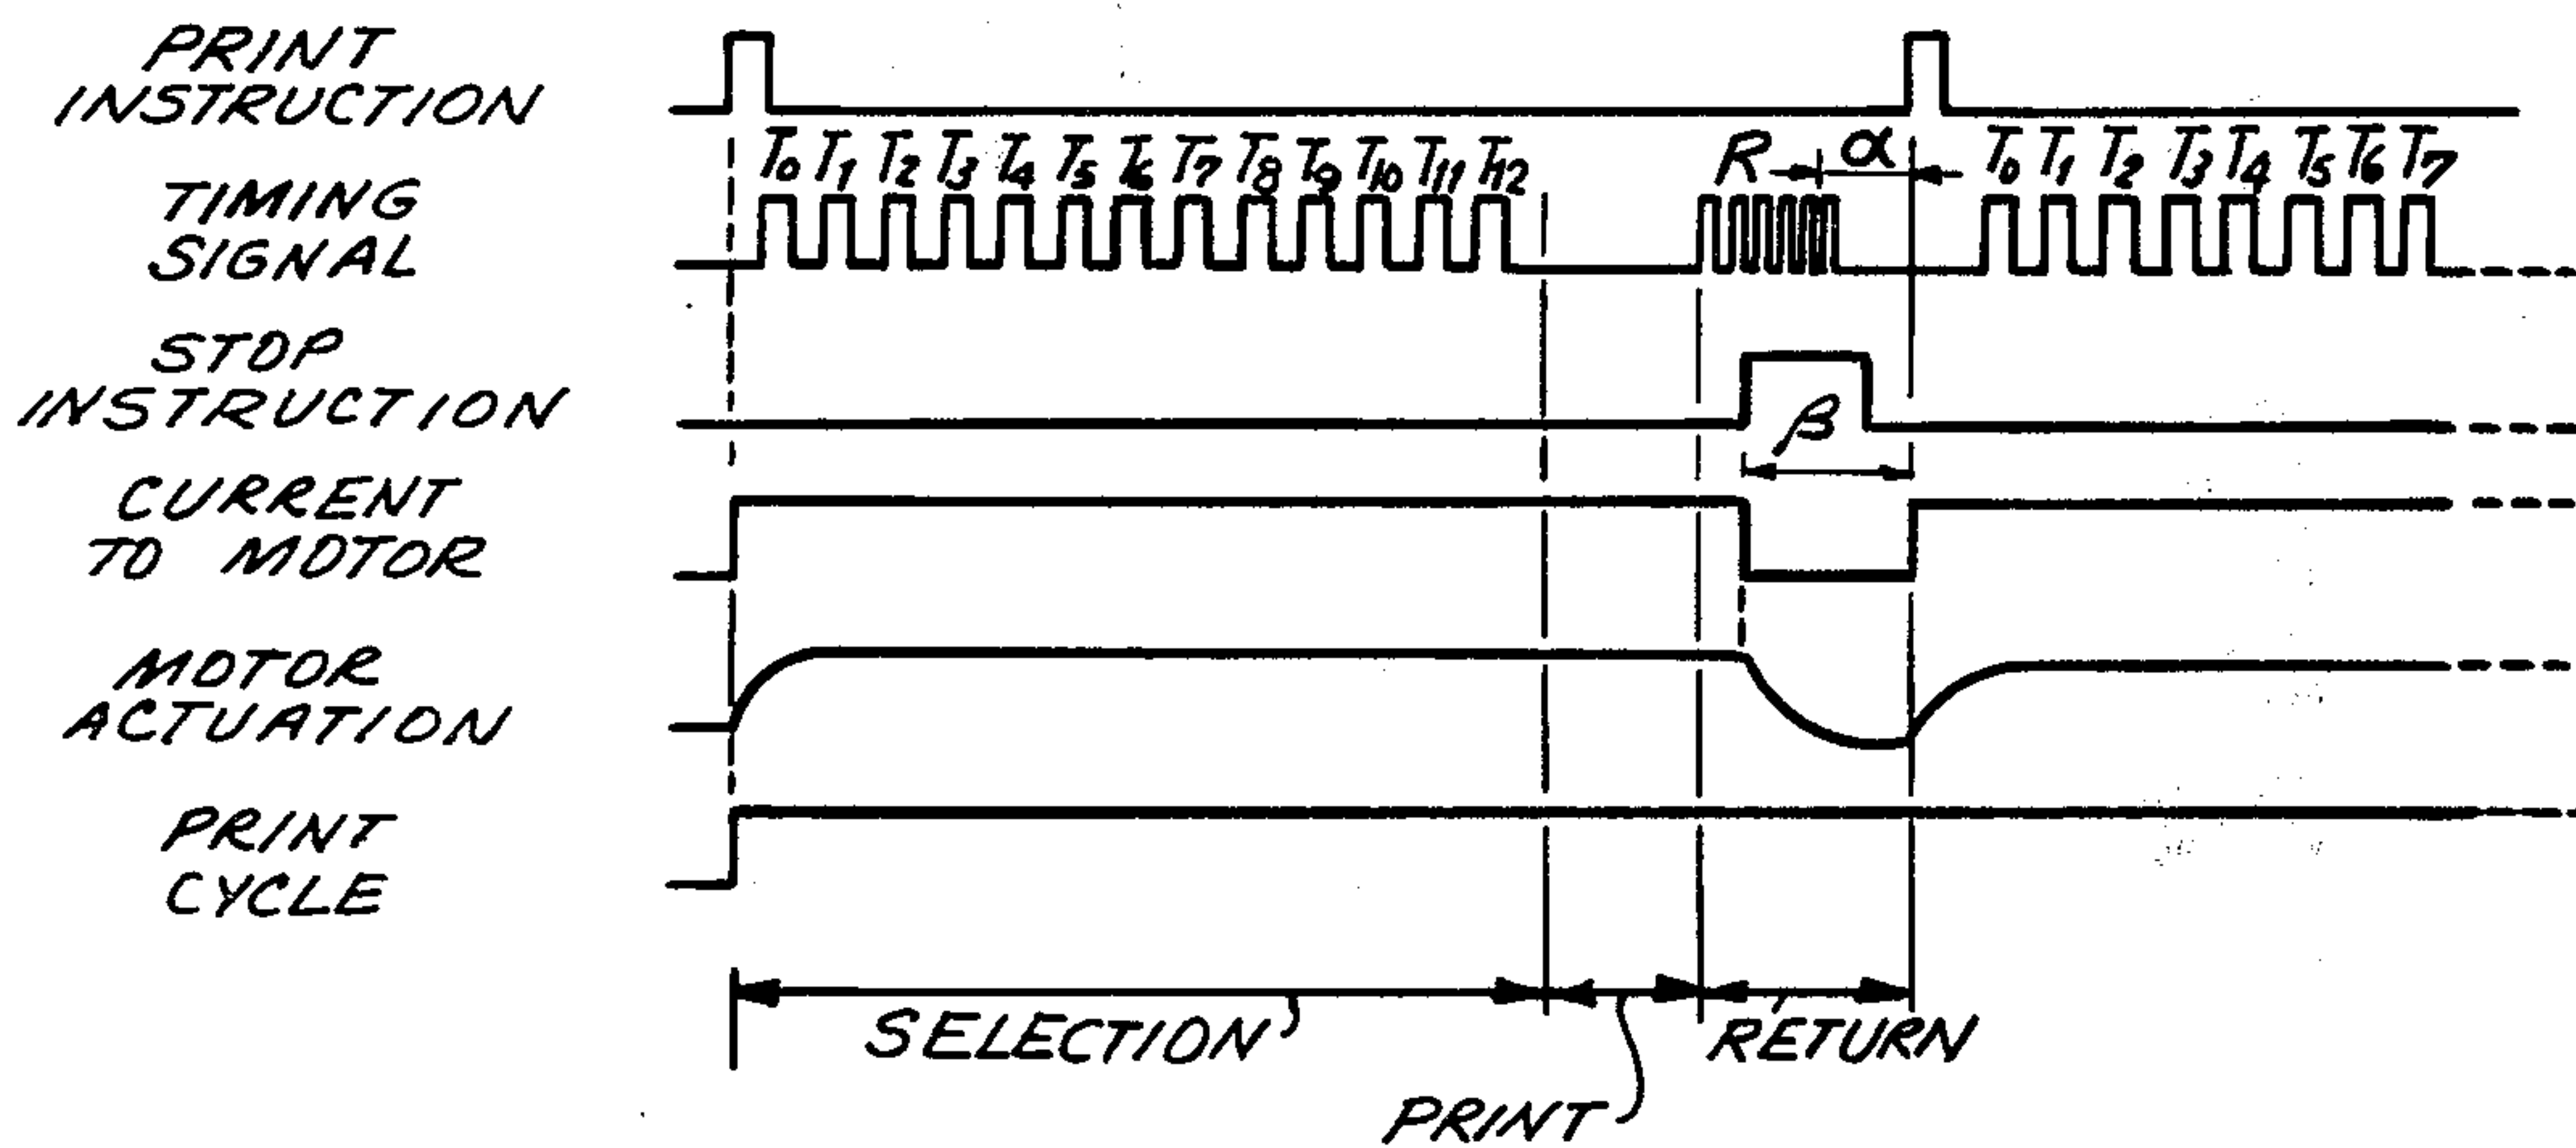 PRINT
INSTRUCTION
T0 T1 T2 T3 T4 T5 T6 T7 T8 T9 T10 T11 T12 R α T0 T1 T2 T3 T4 T5 T6 T7
TIMING
SIGNAL
STOP
INSTRUCTION
β
CURRENT
TO MOTOR
MOTOR
ACTUATION
PRINT
CYCLE
SELECTION
RETURN
PRINT